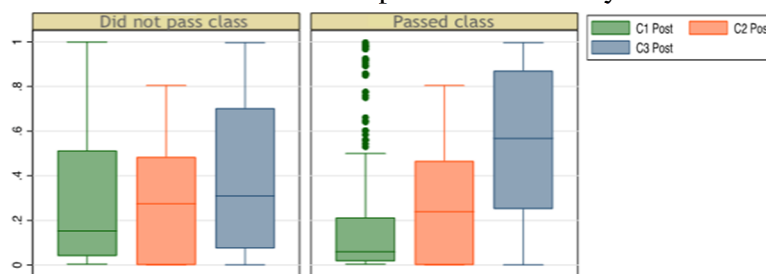 Did not pass class
Passed class
C1 Post
C2 Pos
C3 Post
1
.8
.6
.4
.2
0